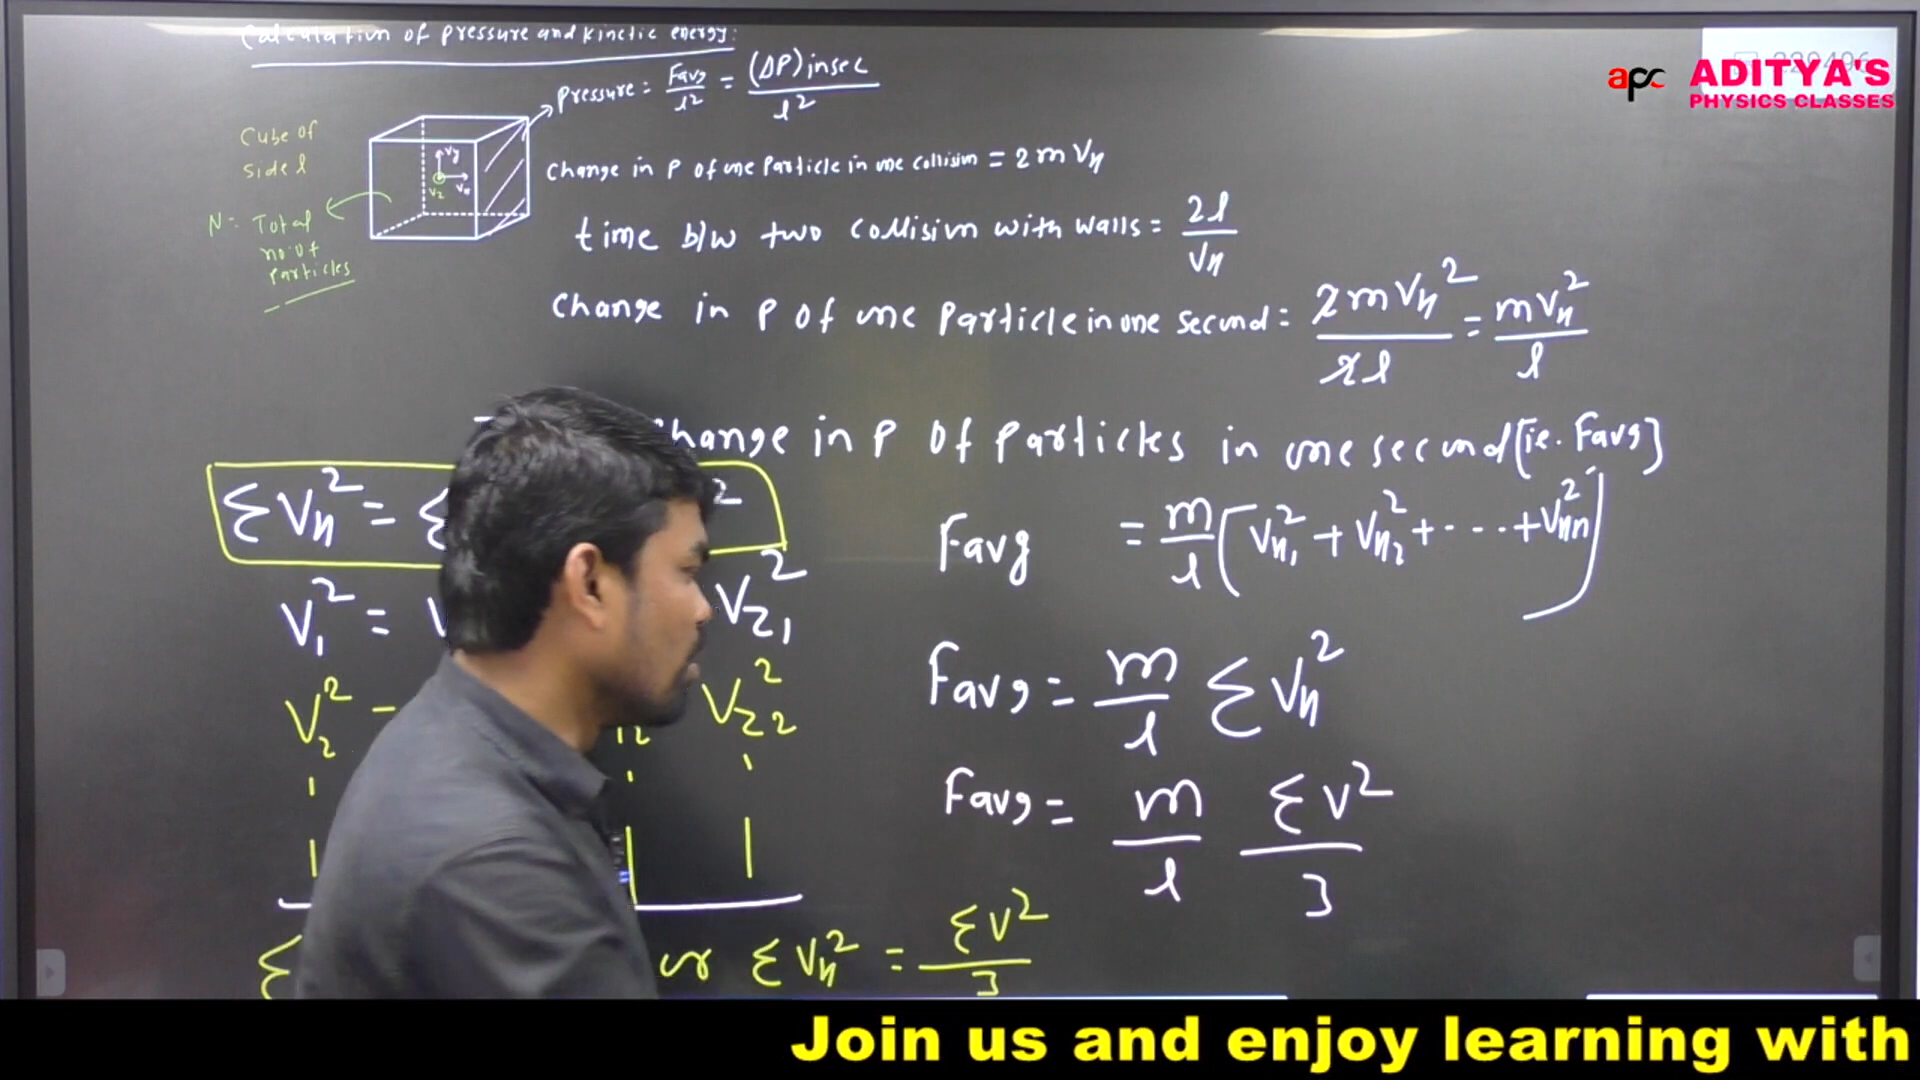 Calculation of pressure and kinetic energy:
Pressure = Favg/l² = (ΔP) in sec/l²
Cube of
side l
N = Total
no. of
Particles
Vy
Vx
Vz
Change in P of one Particle in one collision = 2mVx
time b/w two collision with walls = 2l/Vx
Change in P of one Particle in one second = 2mVx²/2l = mVx²/l
Change in P of Particles in one second [ie. Favg]
ΣVx² = Σ
V₁² =
Vz₁²
V₂² =
Vz₂²
Favg = m/l (Vx₁² + Vx₂² + ---- + Vxn²)
Favg = m/l ΣVx²
Favg = m/l ΣV²/3
Σ
or ΣVx² = ΣV²/3
apc ADITYA'S
PHYSICS CLASSES
Join us and enjoy learning with